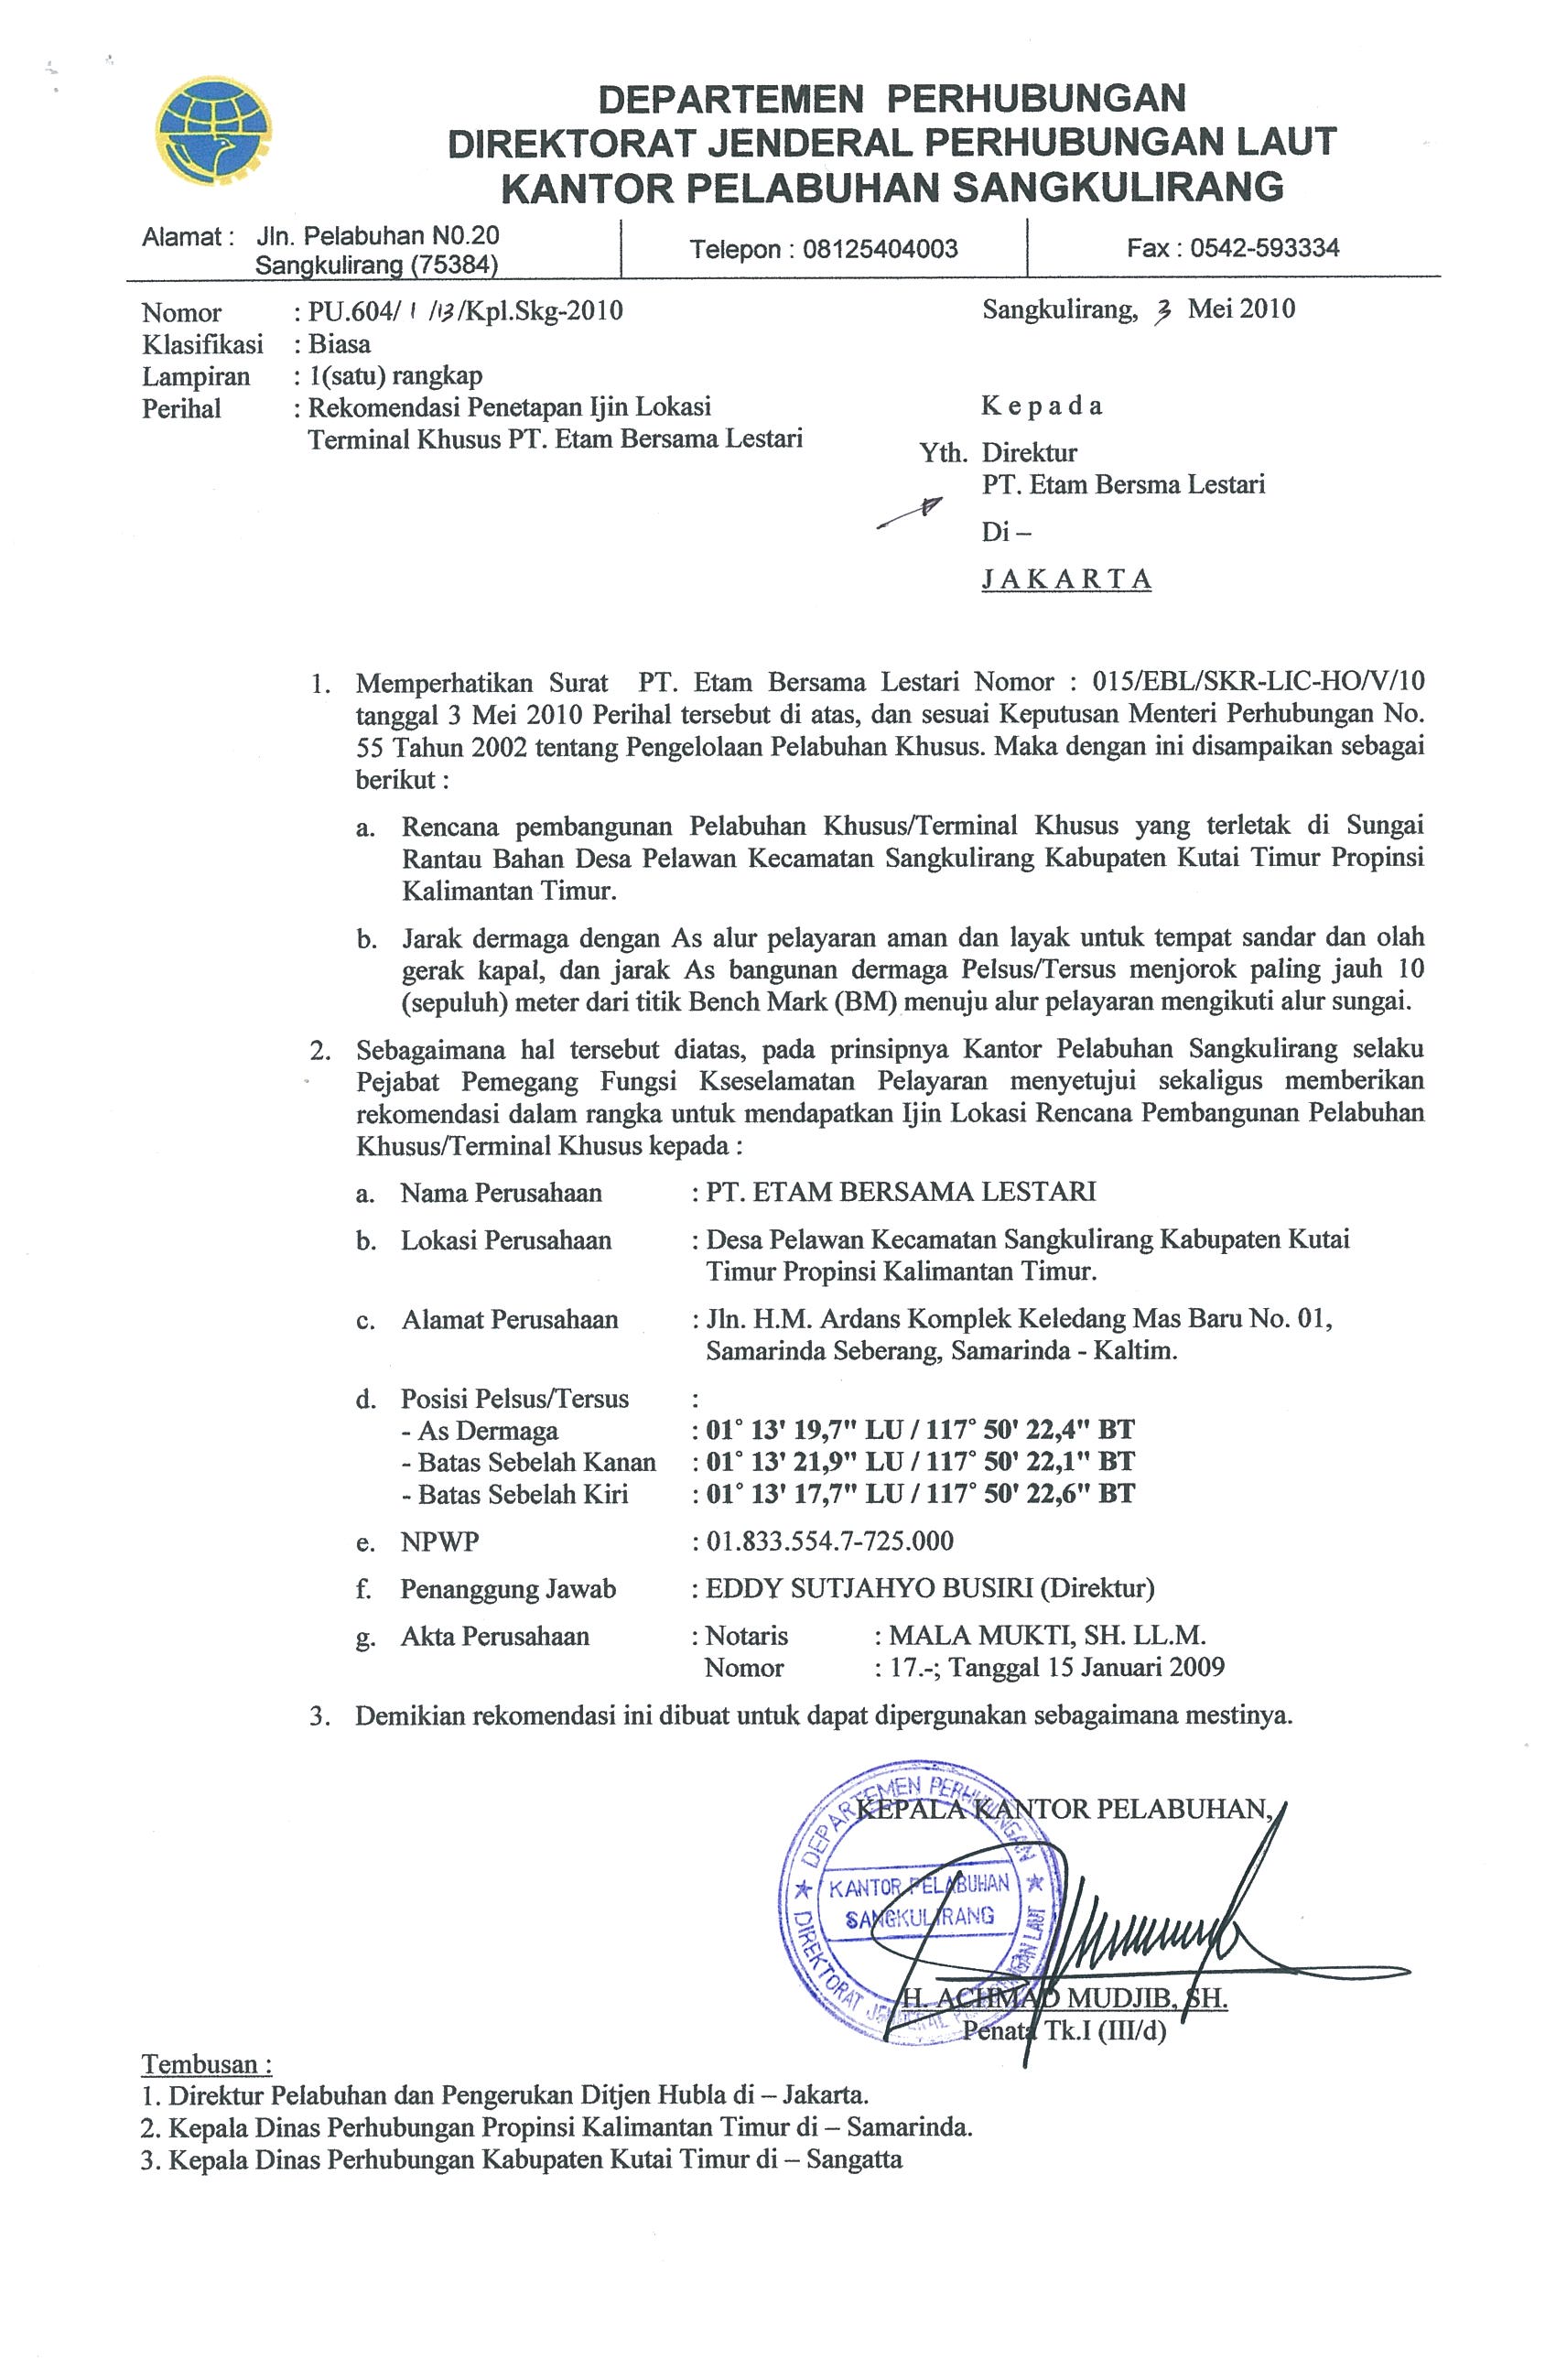 DEPARTEMEN PERHUBUNGAN
DIREKTORAT JENDERAL PERHUBUNGAN LAUT
KANTOR PELABUHAN SANGKULIRANG
Alamat : Jln. Pelabuhan N0.20
Sangkulirang (75384)
Telepon : 08125404003
Fax : 0542-593334
Nomor : PU.604/ 1 /13/Kpl.Skg-2010
Sangkulirang, 3 Mei 2010
Klasifikasi : Biasa
Lampiran : 1(satu) rangkap
Perihal : Rekomendasi Penetapan Ijin Lokasi
Terminal Khusus PT. Etam Bersama Lestari
K e p a d a
Yth. Direktur
PT. Etam Bersma Lestari
Di –
J A K A R T A
1. Memperhatikan Surat PT. Etam Bersama Lestari Nomor : 015/EBL/SKR-LIC-HO/V/10
tanggal 3 Mei 2010 Perihal tersebut di atas, dan sesuai Keputusan Menteri Perhubungan No.
55 Tahun 2002 tentang Pengelolaan Pelabuhan Khusus. Maka dengan ini disampaikan sebagai
berikut :
a. Rencana pembangunan Pelabuhan Khusus/Terminal Khusus yang terletak di Sungai
Rantau Bahan Desa Pelawan Kecamatan Sangkulirang Kabupaten Kutai Timur Propinsi
Kalimantan Timur.
b. Jarak dermaga dengan As alur pelayaran aman dan layak untuk tempat sandar dan olah
gerak kapal, dan jarak As bangunan dermaga Pelsus/Tersus menjorok paling jauh 10
(sepuluh) meter dari titik Bench Mark (BM) menuju alur pelayaran mengikuti alur sungai.
2. Sebagaimana hal tersebut diatas, pada prinsipnya Kantor Pelabuhan Sangkulirang selaku
Pejabat Pemegang Fungsi Kseselamatan Pelayaran menyetujui sekaligus memberikan
rekomendasi dalam rangka untuk mendapatkan Ijin Lokasi Rencana Pembangunan Pelabuhan
Khusus/Terminal Khusus kepada :
a. Nama Perusahaan : PT. ETAM BERSAMA LESTARI
b. Lokasi Perusahaan : Desa Pelawan Kecamatan Sangkulirang Kabupaten Kutai
Timur Propinsi Kalimantan Timur.
c. Alamat Perusahaan : Jln. H.M. Ardans Komplek Keledang Mas Baru No. 01,
Samarinda Seberang, Samarinda - Kaltim.
d. Posisi Pelsus/Tersus :
- As Dermaga : 01° 13' 19,7" LU / 117° 50' 22,4" BT
- Batas Sebelah Kanan : 01° 13' 21,9" LU / 117° 50' 22,1" BT
- Batas Sebelah Kiri : 01° 13' 17,7" LU / 117° 50' 22,6" BT
e. NPWP : 01.833.554.7-725.000
f. Penanggung Jawab : EDDY SUTJAHYO BUSIRI (Direktur)
g. Akta Perusahaan : Notaris : MALA MUKTI, SH. LL.M.
Nomor : 17.-; Tanggal 15 Januari 2009
3. Demikian rekomendasi ini dibuat untuk dapat dipergunakan sebagaimana mestinya.
KEPALA KANTOR PELABUHAN,
DEPARTEMEN PERHUBUNGAN
KANTOR PELABUHAN
SANGKULIRANG
DIREKTORAT JENDERAL PERHUBUNGAN LAUT
H. ACHMAD MUDJIB, SH.
Penata Tk.I (III/d)
Tembusan :
1. Direktur Pelabuhan dan Pengerukan Ditjen Hubla di – Jakarta.
2. Kepala Dinas Perhubungan Propinsi Kalimantan Timur di – Samarinda.
3. Kepala Dinas Perhubungan Kabupaten Kutai Timur di – Sangatta